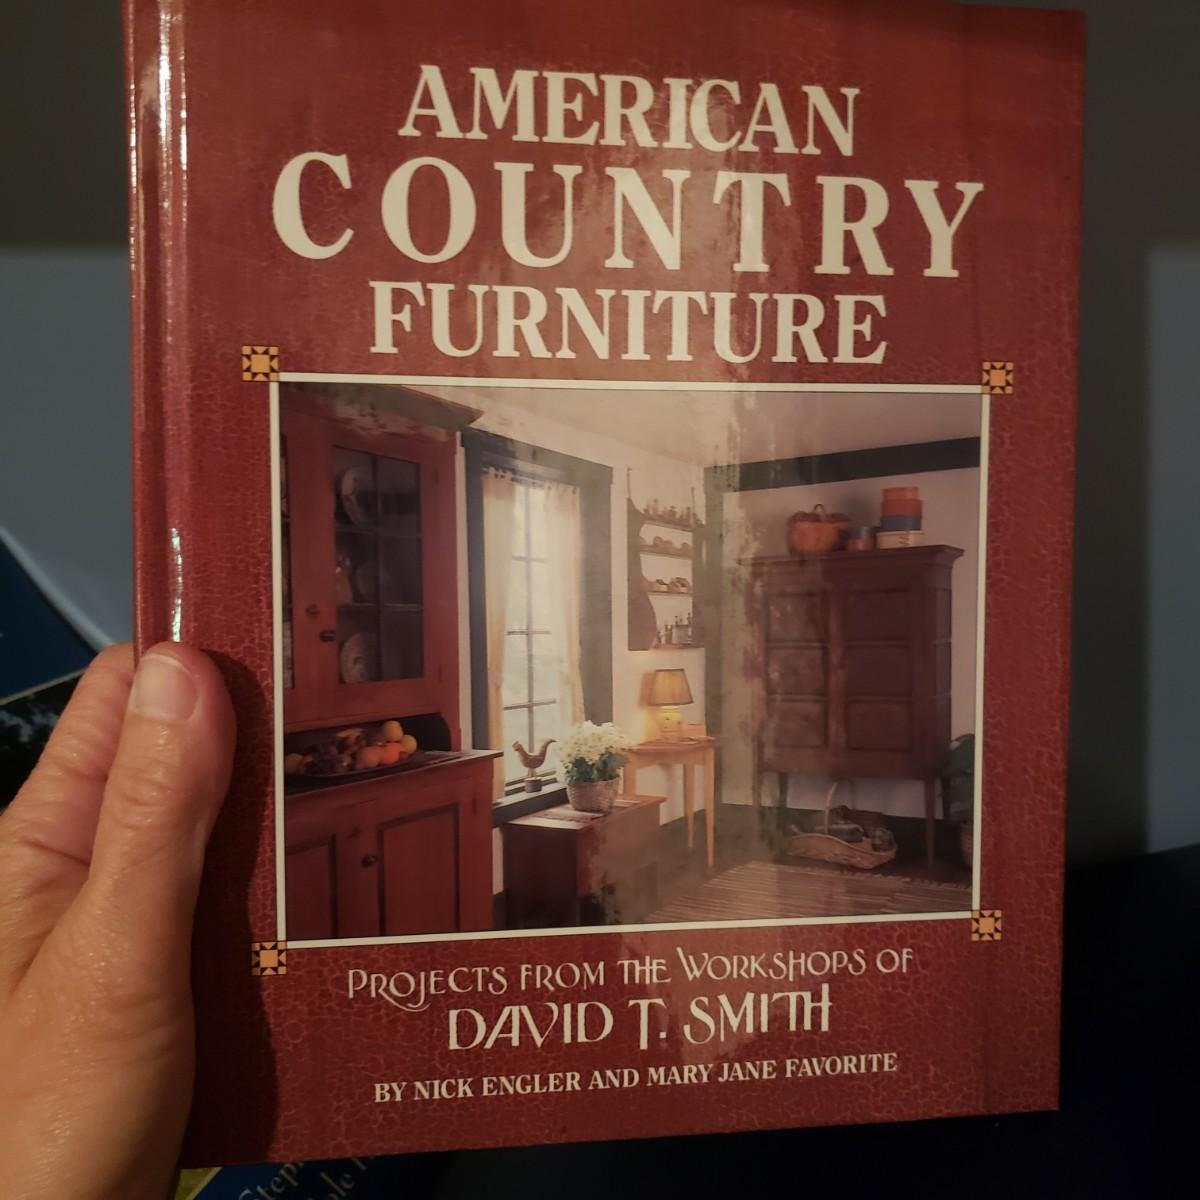 AMERICAN
COUNTRY
FURNITURE
PROJECTS FROM THE WORKSHOPS OF
DAVID T. SMITH
BY NICK ENGLER AND MARY JANE FAVORITE